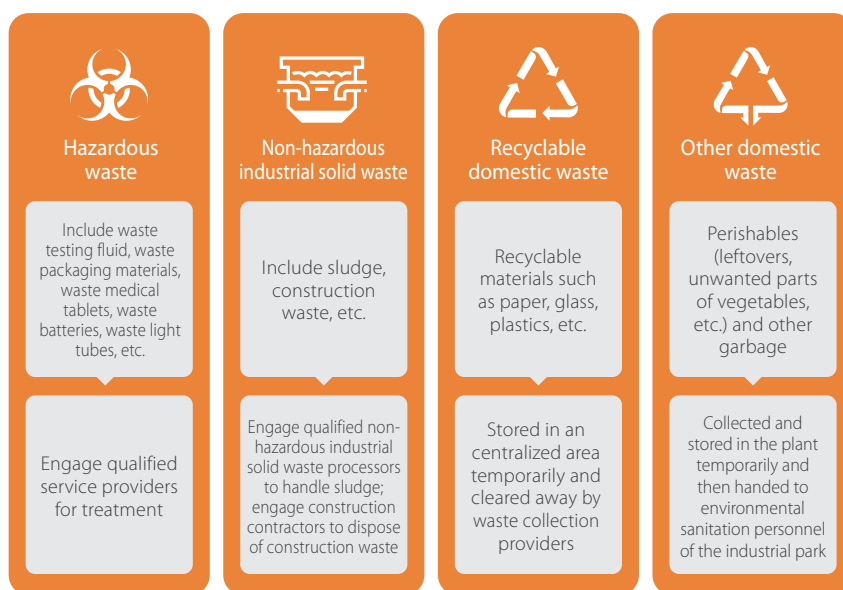 Hazardous
waste
Include waste
testing fluid, waste
packaging materials,
waste medical
tablets, waste
batteries, waste light
tubes, etc.
Engage qualified
service providers
for treatment
Non-hazardous
industrial solid waste
Include sludge,
construction
waste, etc.
Engage qualified non-
hazardous industrial
solid waste processors
to handle sludge;
engage construction
contractors to dispose
of construction waste
Recyclable
domestic waste
Recyclable
materials such
as paper, glass,
plastics, etc.
Stored in an
centralized area
temporarily and
cleared away by
waste collection
providers
Other domestic
waste
Perishables
(leftovers,
unwanted parts
of vegetables,
etc.) and other
garbage
Collected and
stored in the plant
temporarily and
then handed to
environmental
sanitation personnel
of the industrial park